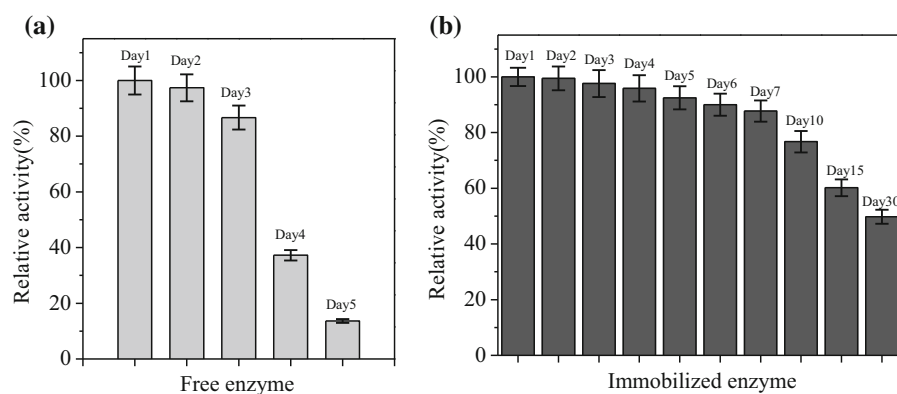 (a)
Relative activity(%)
100
80
60
40
20
0
Day1
Day2
Day3
Day4
Day5
Free enzyme
(b)
Relative activity(%)
100
80
60
40
20
0
Day1
Day2
Day3
Day4
Day5
Day6
Day7
Day10
Day15
Day30
Immobilized enzyme